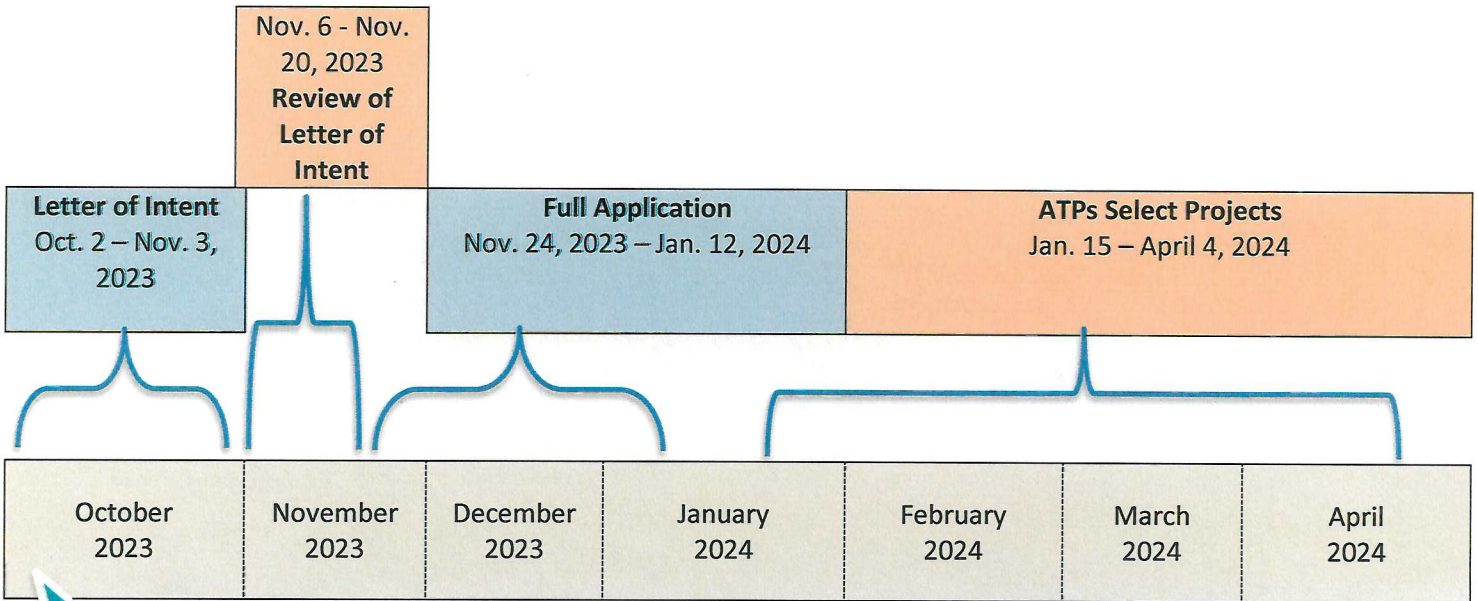 Nov. 6 - Nov.
20, 2023
Review of
Letter of
Intent
Letter of Intent
Oct. 2 – Nov. 3,
2023
Full Application
Nov. 24, 2023 – Jan. 12, 2024
ATPs Select Projects
Jan. 15 – April 4, 2024
October
2023
November
2023
December
2023
January
2024
February
2024
March
2024
April
2024